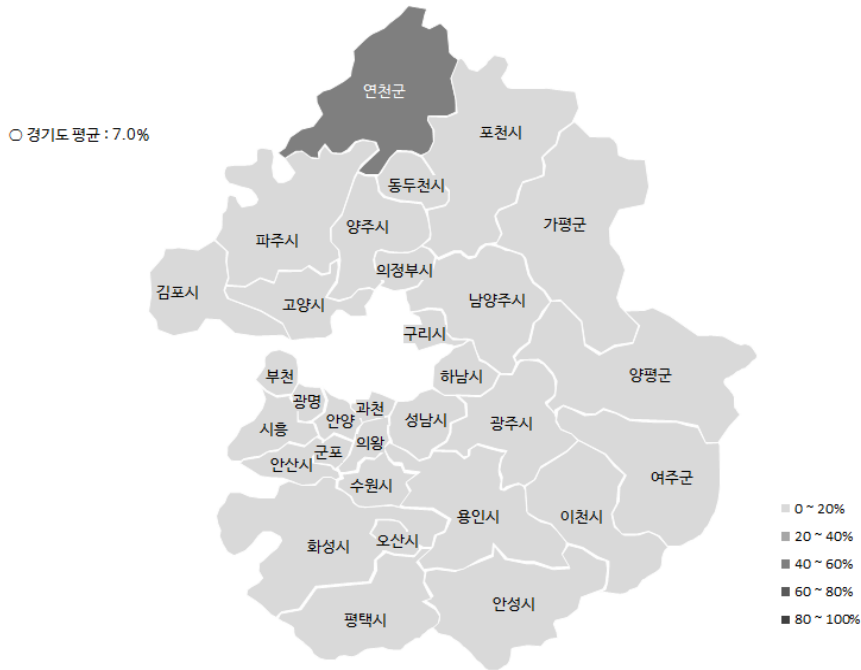 연천군
○ 경기도 평균 : 7.0%
포천시
동두천시
가평군
양주시
파주시
의정부시
김포시
고양시
남양주시
구리시
부천
하남시
양평군
광명
과천
안양
성남시
광주시
시흥
의왕
군포
안산시
여주군
수원시
용인시
이천시
오산시
화성시
안성시
평택시
0 ~ 20%
20 ~ 40%
40 ~ 60%
60 ~ 80%
80 ~ 100%